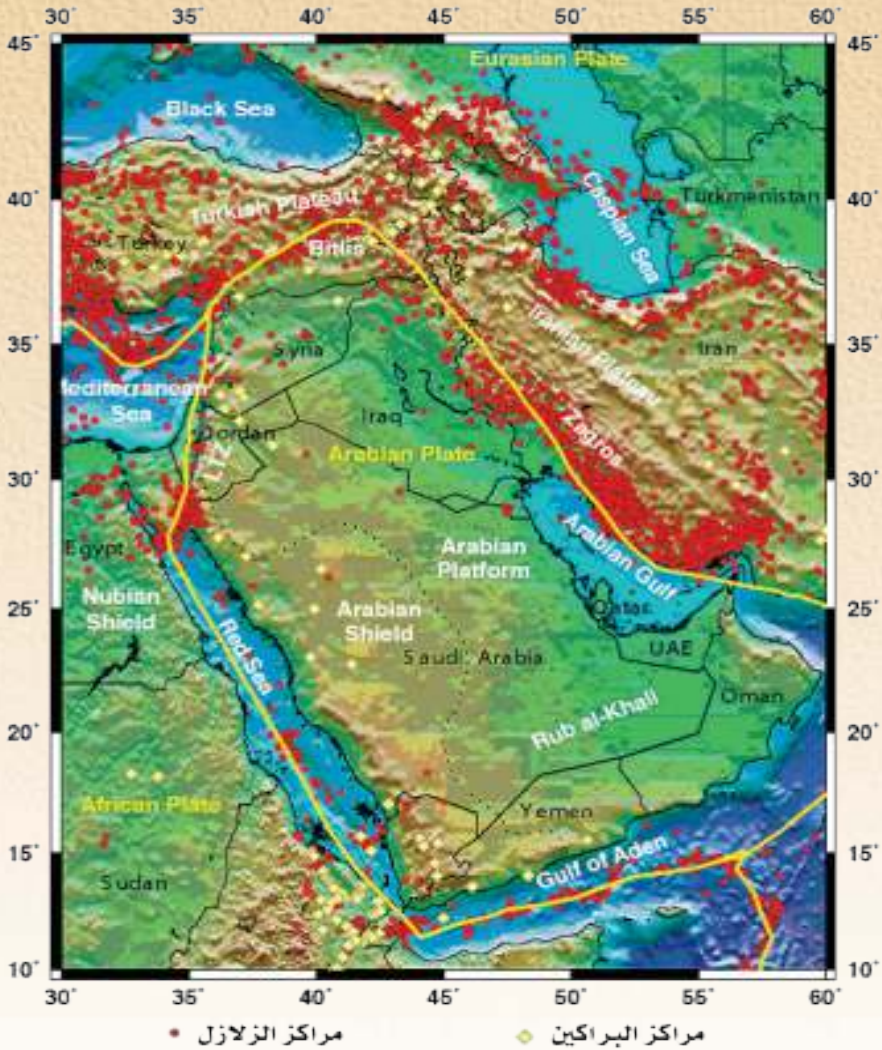 30° 35° 40° 45° 50° 55° 60°
45° 45°
Eurasian Plate
Black Sea
40° 40°
Turkmenistan
Caspian Sea
Turkish Plateau
Turkey
Bitlis
35° 35°
Syria
Iranian Plateau
Iran
Mediterranean
Sea
Iraq
Jordan
Zagros
Arabian Plate
30° 30°
Egypt
Arabian
Platform
Arabian Gulf
Nubian
Shield
25° 25°
Arabian
Shield
Qatar
Red Sea
Saudi Arabia
UAE
Oman
Rub al-Khali
20° 20°
African Plate
Yemen
15° 15°
Gulf of Aden
Sudan
10° 10°
30° 35° 40° 45° 50° 55° 60°
مراكز الزلازل
مراكز البراكين